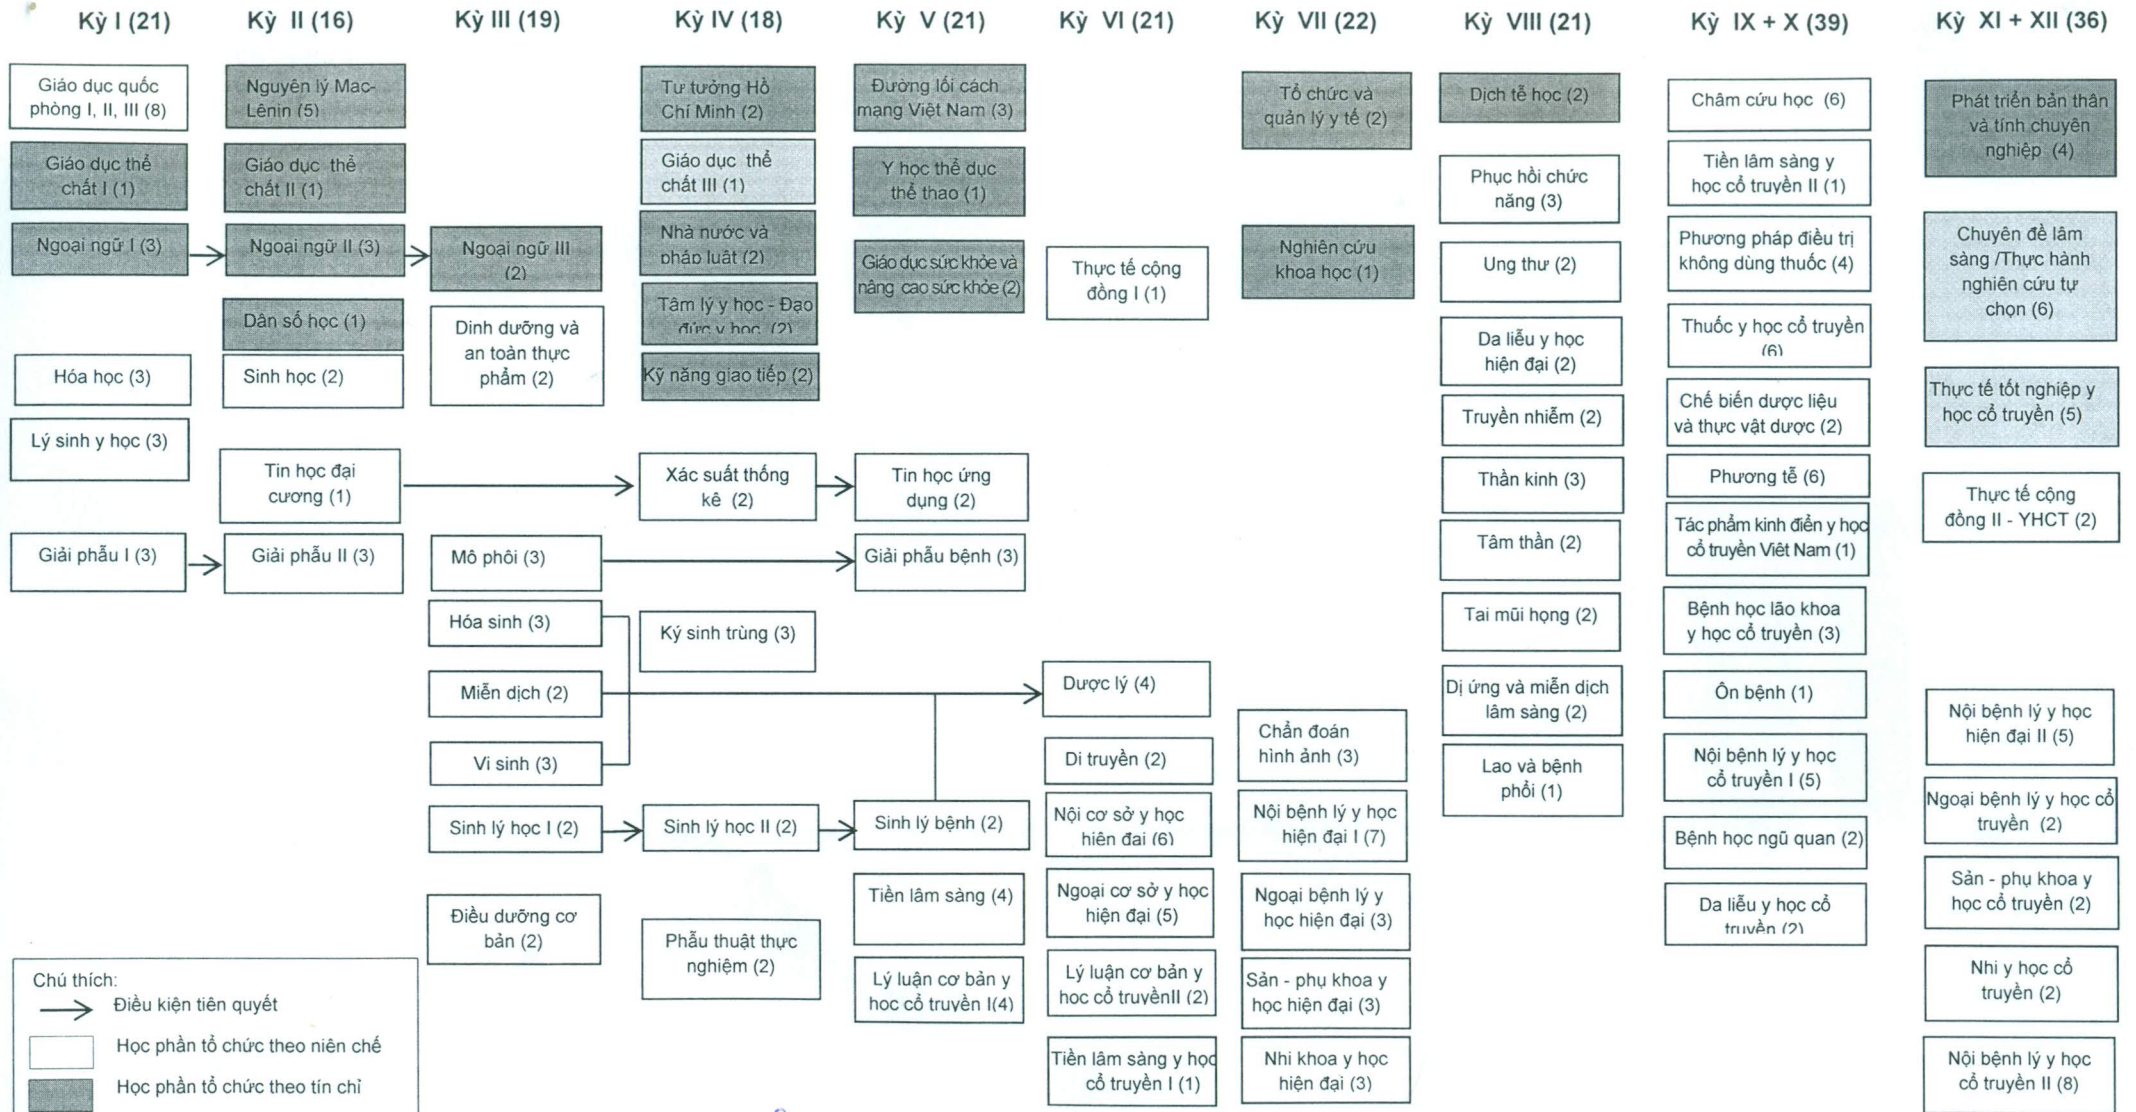 Kỳ I (21)
Kỳ II (16)
Kỳ III (19)
Kỳ IV (18)
Kỳ V (21)
Kỳ VI (21)
Kỳ VII (22)
Kỳ VIII (21)
Kỳ IX + X (39)
Kỳ XI + XII (36)
Giáo dục quốc
phòng I, II, III (8)
Giáo dục thể
chất I (1)
Ngoại ngữ I (3)
Hóa học (3)
Lý sinh y học (3)
Giải phẫu I (3)
Nguyên lý Mac-
Lênin (5)
Giáo dục thể
chất II (1)
Ngoại ngữ II (3)
Dân số học (1)
Sinh học (2)
Tin học đại
cương (1)
Giải phẫu II (3)
Ngoại ngữ III
(2)
Dinh dưỡng và
an toàn thực
phẩm (2)
Mô phôi (3)
Hóa sinh (3)
Miễn dịch (2)
Vi sinh (3)
Sinh lý học I (2)
Điều dưỡng cơ
bản (2)
Tư tưởng Hồ
Chí Minh (2)
Giáo dục thể
chất III (1)
Nhà nước và
pháp luật (2)
Tâm lý y học - Đạo
đức y học (2)
Kỹ năng giao tiếp (2)
Xác suất thống
kê (2)
Ký sinh trùng (3)
Sinh lý học II (2)
Phẫu thuật thực
nghiệm (2)
Đường lối cách
mạng Việt Nam (3)
Y học thể dục
thể thao (1)
Giáo dục sức khỏe và
nâng cao sức khỏe (2)
Tin học ứng
dụng (2)
Giải phẫu bệnh (3)
Sinh lý bệnh (2)
Tiền lâm sàng (4)
Lý luận cơ bản y
học cổ truyền I(4)
Thực tế cộng
đồng I (1)
Dược lý (4)
Di truyền (2)
Nội cơ sở y học
hiện đại (6)
Ngoại cơ sở y học
hiện đại (5)
Lý luận cơ bản y
học cổ truyềnII (2)
Tiền lâm sàng y học
cổ truyền I (1)
Tổ chức và
quản lý y tế (2)
Nghiên cứu
khoa học (1)
Chẩn đoán
hình ảnh (3)
Nội bệnh lý y học
hiện đại I (7)
Ngoại bệnh lý y
học hiện đại (3)
Sản - phụ khoa y
học hiện đại (3)
Nhi khoa y học
hiện đại (3)
Dịch tễ học (2)
Phục hồi chức
năng (3)
Ung thư (2)
Da liễu y học
hiện đại (2)
Truyền nhiễm (2)
Thần kinh (3)
Tâm thần (2)
Tai mũi họng (2)
Dị ứng và miễn dịch
lâm sàng (2)
Lao và bệnh
phổi (1)
Châm cứu học (6)
Tiền lâm sàng y
học cổ truyền II (1)
Phương pháp điều trị
không dùng thuốc (4)
Thuốc y học cổ truyền
(6)
Chế biến dược liệu
và thực vật dược (2)
Phương tễ (6)
Tác phẩm kinh điển y học
cổ truyền Việt Nam (1)
Bệnh học lão khoa
y học cổ truyền (3)
Ôn bệnh (1)
Nội bệnh lý y học
cổ truyền I (5)
Bệnh học ngũ quan (2)
Da liễu y học cổ
truyền (2)
Phát triển bản thân
và tính chuyên
nghiệp (4)
Chuyên đề lâm
sàng /Thực hành
nghiên cứu tự
chọn (6)
Thực tế tốt nghiệp y
học cổ truyền (5)
Thực tế cộng
đồng II - YHCT (2)
Nội bệnh lý y học
hiện đại II (5)
Ngoại bệnh lý y học cổ
truyền (2)
Sản - phụ khoa y
học cổ truyền (2)
Nhi y học cổ
truyền (2)
Nội bệnh lý y học
cổ truyền II (8)
Chú thích:
Điều kiện tiên quyết
Học phần tổ chức theo niên chế
Học phần tổ chức theo tín chỉ